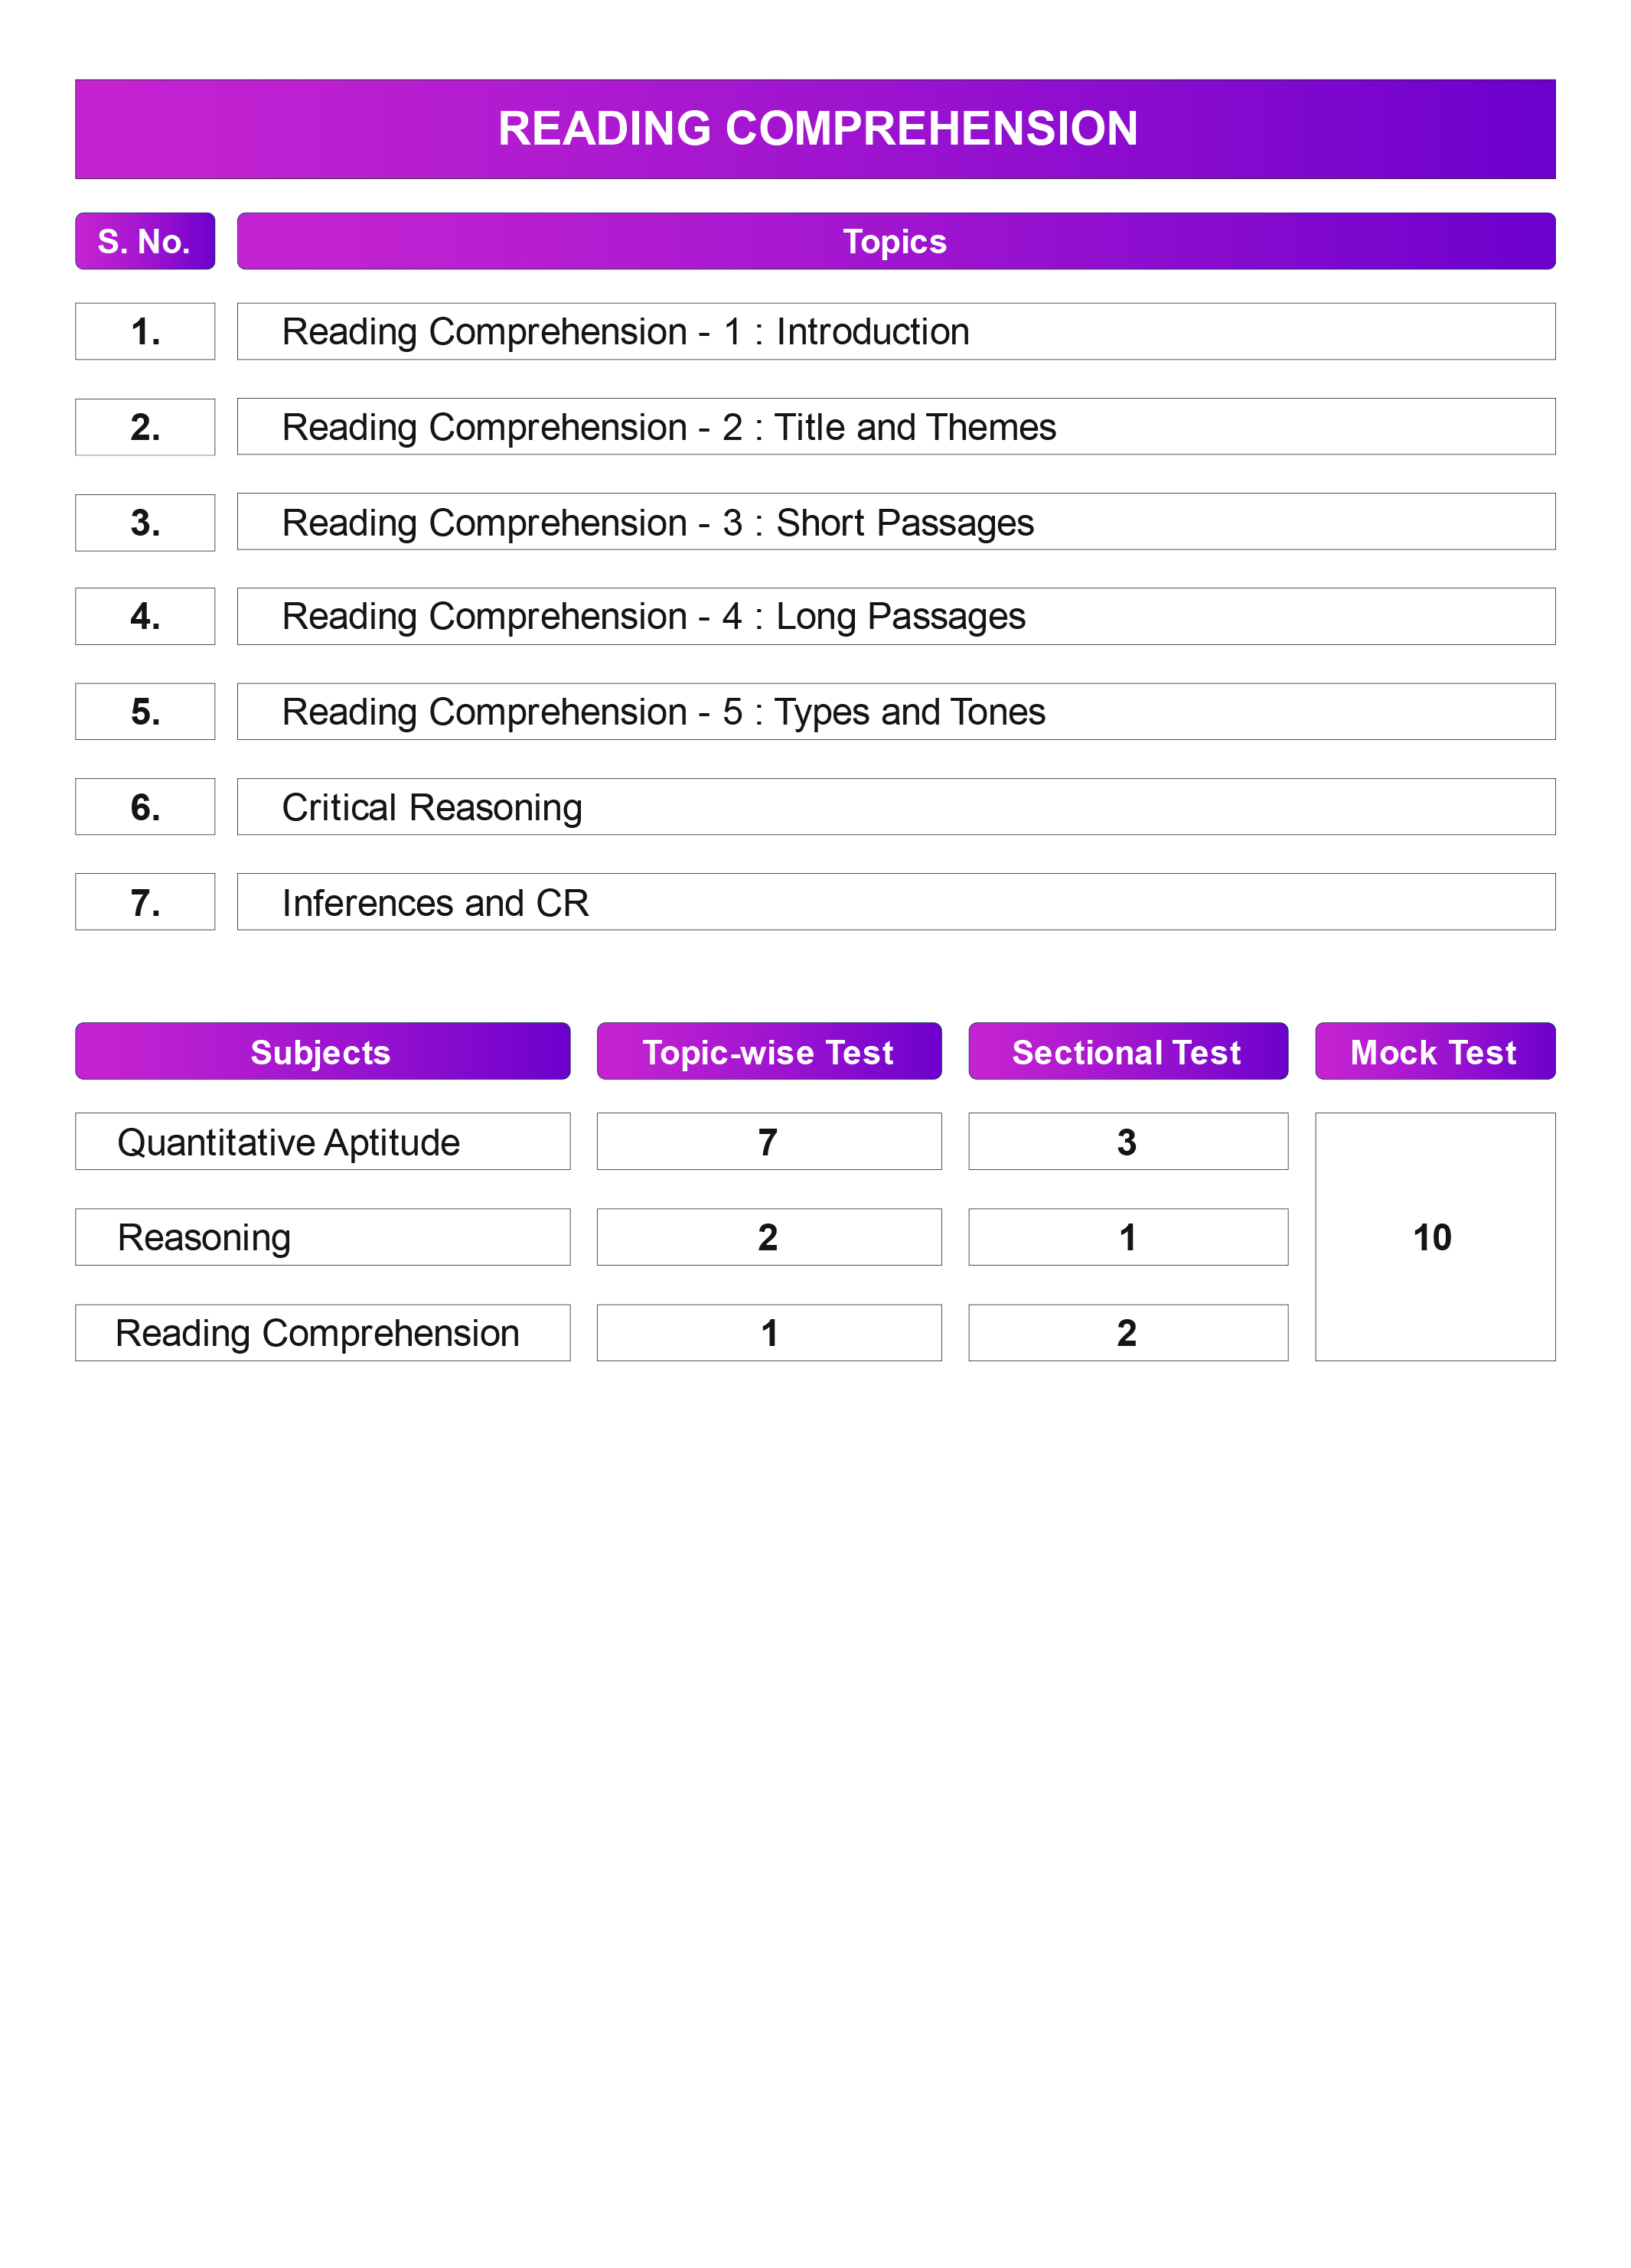 READING COMPREHENSION
S. No. Topics
1. Reading Comprehension - 1 : Introduction
2. Reading Comprehension - 2 : Title and Themes
3. Reading Comprehension - 3 : Short Passages
4. Reading Comprehension - 4 : Long Passages
5. Reading Comprehension - 5 : Types and Tones
6. Critical Reasoning
7. Inferences and CR
Subjects Topic-wise Test Sectional Test Mock Test
Quantitative Aptitude 7 3
Reasoning 2 1 10
Reading Comprehension 1 2